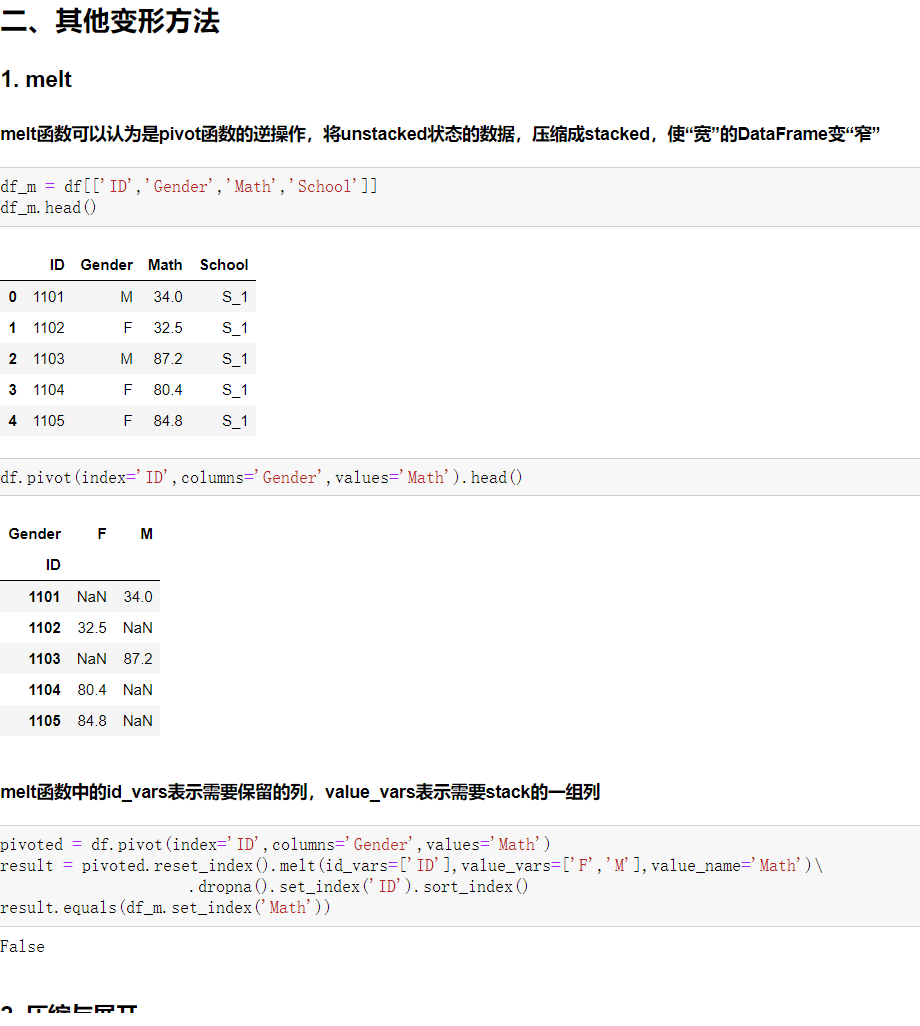 二、其他变形方法
1. melt
melt函数可以认为是pivot函数的逆操作，将unstacked状态的数据，压缩成stacked，使“宽”的DataFrame变“窄”
df_m = df[['ID','Gender','Math','School']]
df_m.head()
ID Gender Math School
0 1101 M 34.0 S_1
1 1102 F 32.5 S_1
2 1103 M 87.2 S_1
3 1104 F 80.4 S_1
4 1105 F 84.8 S_1
df.pivot(index='ID',columns='Gender',values='Math').head()
Gender F M
ID
1101 NaN 34.0
1102 32.5 NaN
1103 NaN 87.2
1104 80.4 NaN
1105 84.8 NaN
melt函数中的id_vars表示需要保留的列，value_vars表示需要stack的一组列
pivoted = df.pivot(index='ID',columns='Gender',values='Math')
result = pivoted.reset_index().melt(id_vars=['ID'],value_vars=['F','M'],value_name='Math')\
.dropna().set_index('ID').sort_index()
result.equals(df_m.set_index('Math'))
False
2. 压缩与展开